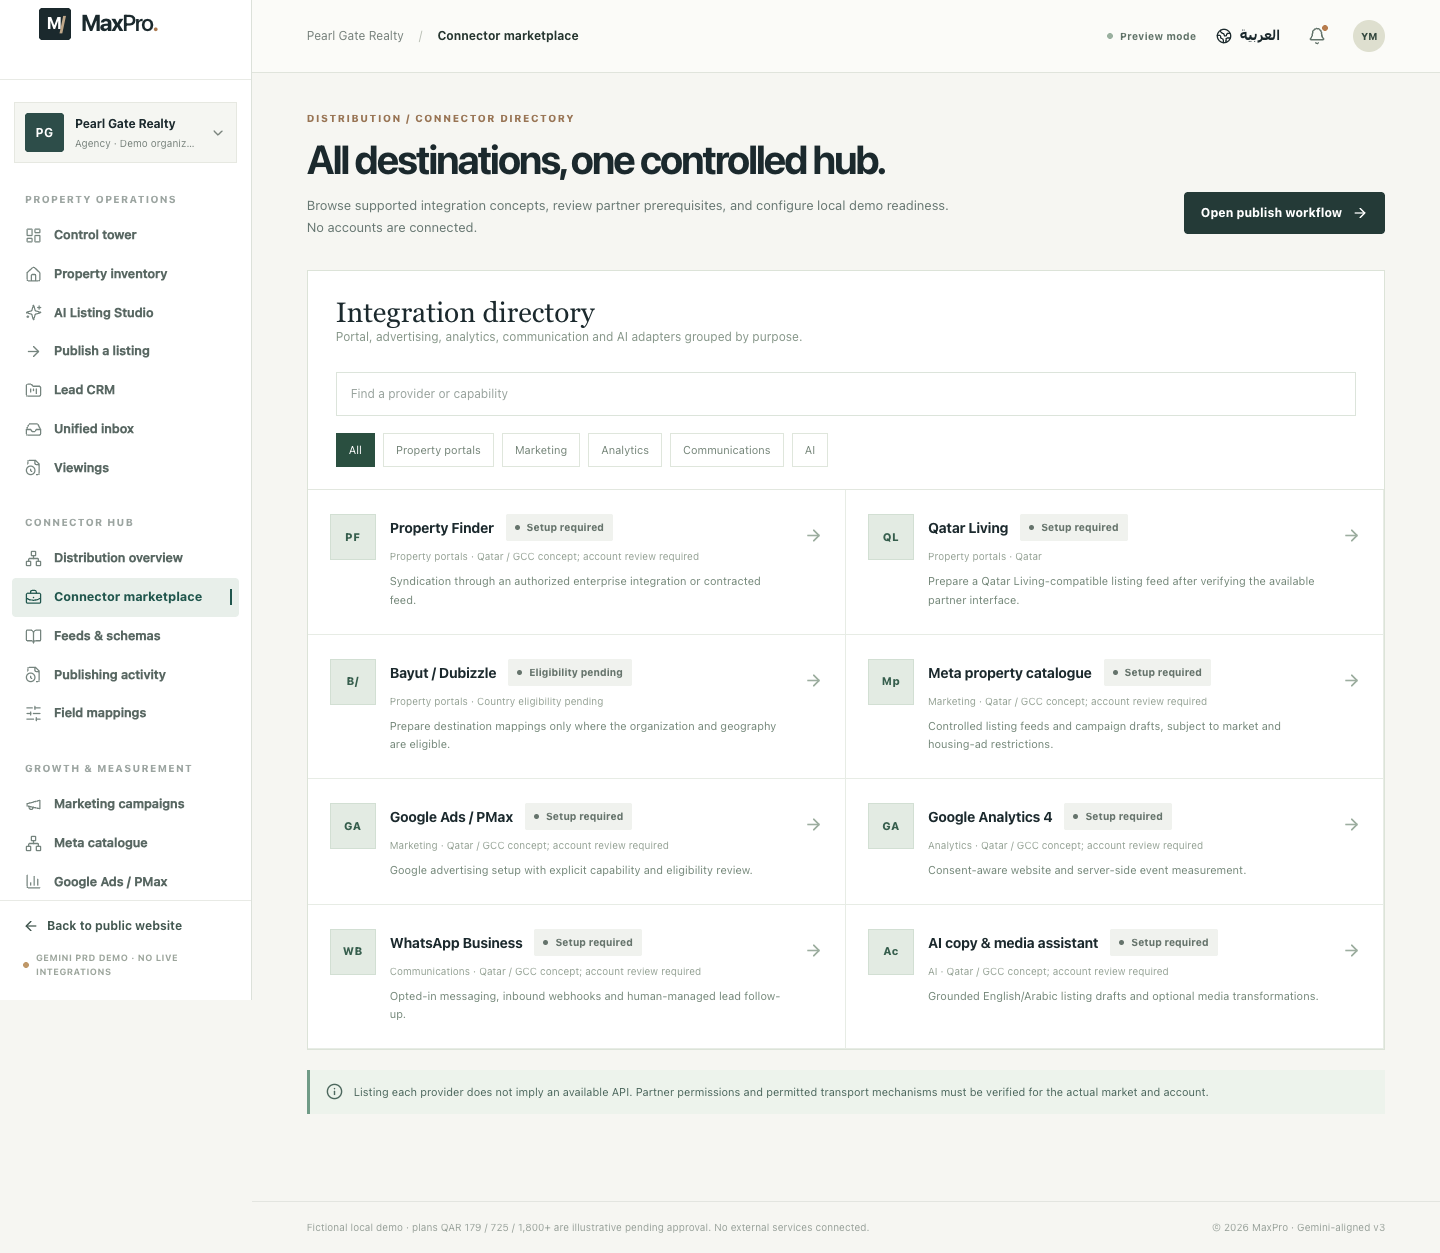 M/ MaxPro.
PG
Pearl Gate Realty
Agency · Demo organiz...
PROPERTY OPERATIONS
Control tower
Property inventory
AI Listing Studio
Publish a listing
Lead CRM
Unified inbox
Viewings
CONNECTOR HUB
Distribution overview
Connector marketplace
Feeds & schemas
Publishing activity
Field mappings
GROWTH & MEASUREMENT
Marketing campaigns
Meta catalogue
Google Ads / PMax
Back to public website
GEMINI PRD DEMO · NO LIVE
INTEGRATIONS
Pearl Gate Realty / Connector marketplace
Preview mode
العربية
YM
DISTRIBUTION / CONNECTOR DIRECTORY
All destinations, one controlled hub.
Browse supported integration concepts, review partner prerequisites, and configure local demo readiness.
No accounts are connected.
Open publish workflow
Integration directory
Portal, advertising, analytics, communication and AI adapters grouped by purpose.
Find a provider or capability
All Property portals Marketing Analytics Communications AI
PF
Property Finder Setup required
Property portals · Qatar / GCC concept; account review required
Syndication through an authorized enterprise integration or contracted
feed.
QL
Qatar Living Setup required
Property portals · Qatar
Prepare a Qatar Living-compatible listing feed after verifying the available
partner interface.
B/
Bayut / Dubizzle Eligibility pending
Property portals · Country eligibility pending
Prepare destination mappings only where the organization and geography
are eligible.
Mp
Meta property catalogue Setup required
Marketing · Qatar / GCC concept; account review required
Controlled listing feeds and campaign drafts, subject to market and
housing-ad restrictions.
GA
Google Ads / PMax Setup required
Marketing · Qatar / GCC concept; account review required
Google advertising setup with explicit capability and eligibility review.
GA
Google Analytics 4 Setup required
Analytics · Qatar / GCC concept; account review required
Consent-aware website and server-side event measurement.
WB
WhatsApp Business Setup required
Communications · Qatar / GCC concept; account review required
Opted-in messaging, inbound webhooks and human-managed lead follow-
up.
Ac
AI copy & media assistant Setup required
AI · Qatar / GCC concept; account review required
Grounded English/Arabic listing drafts and optional media transformations.
Listing each provider does not imply an available API. Partner permissions and permitted transport mechanisms must be verified for the actual market and account.
Fictional local demo · plans QAR 179 / 725 / 1,800+ are illustrative pending approval. No external services connected.
© 2026 MaxPro · Gemini-aligned v3